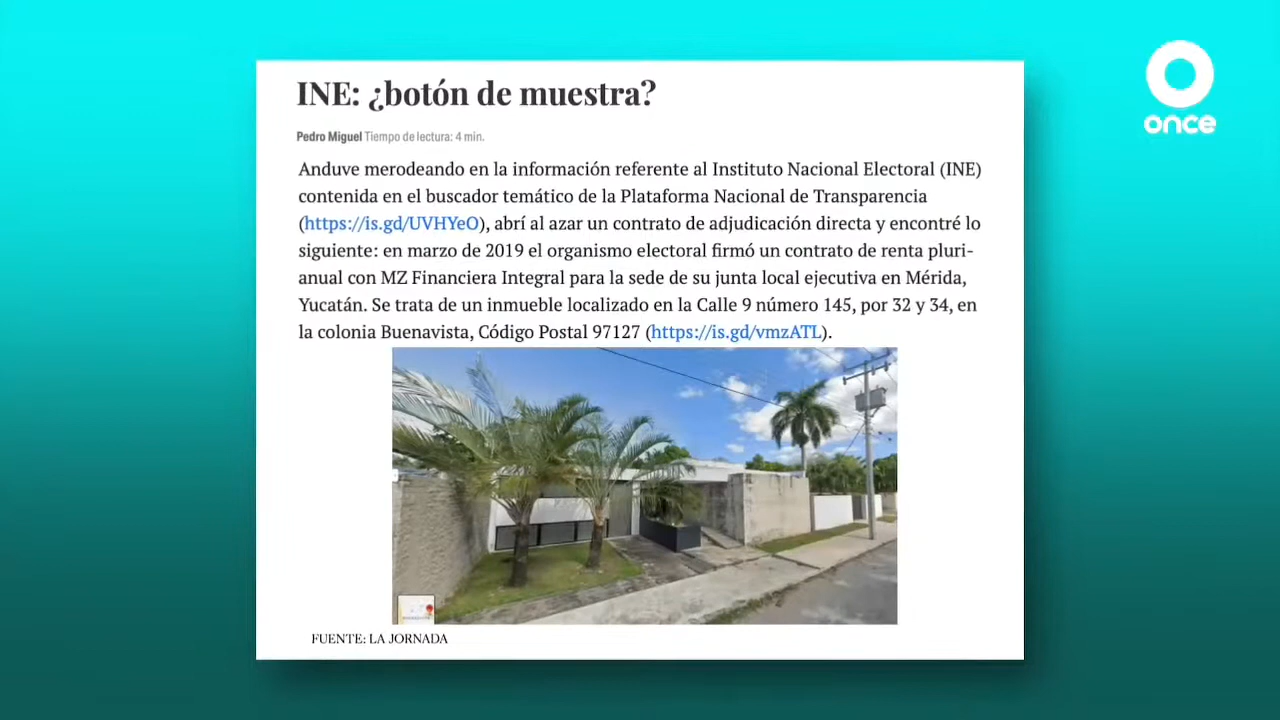 INE: ¿botón de muestra?
once
Pedro Miguel Tiempo de lectura: 4 min.
Anduve merodeando en la información referente al Instituto Nacional Electoral (INE)
contenida en el buscador temático de la Plataforma Nacional de Transparencia
(https://is.gd/UVHYeO), abrí al azar un contrato de adjudicación directa y encontré lo
siguiente: en marzo de 2019 el organismo electoral firmó un contrato de renta pluri-
anual con MZ Financiera Integral para la sede de su junta local ejecutiva en Mérida,
Yucatán. Se trata de un inmueble localizado en la Calle 9 número 145, por 32 y 34, en
la colonia Buenavista, Código Postal 97127 (https://is.gd/vmzATL).
FUENTE: LA JORNADA